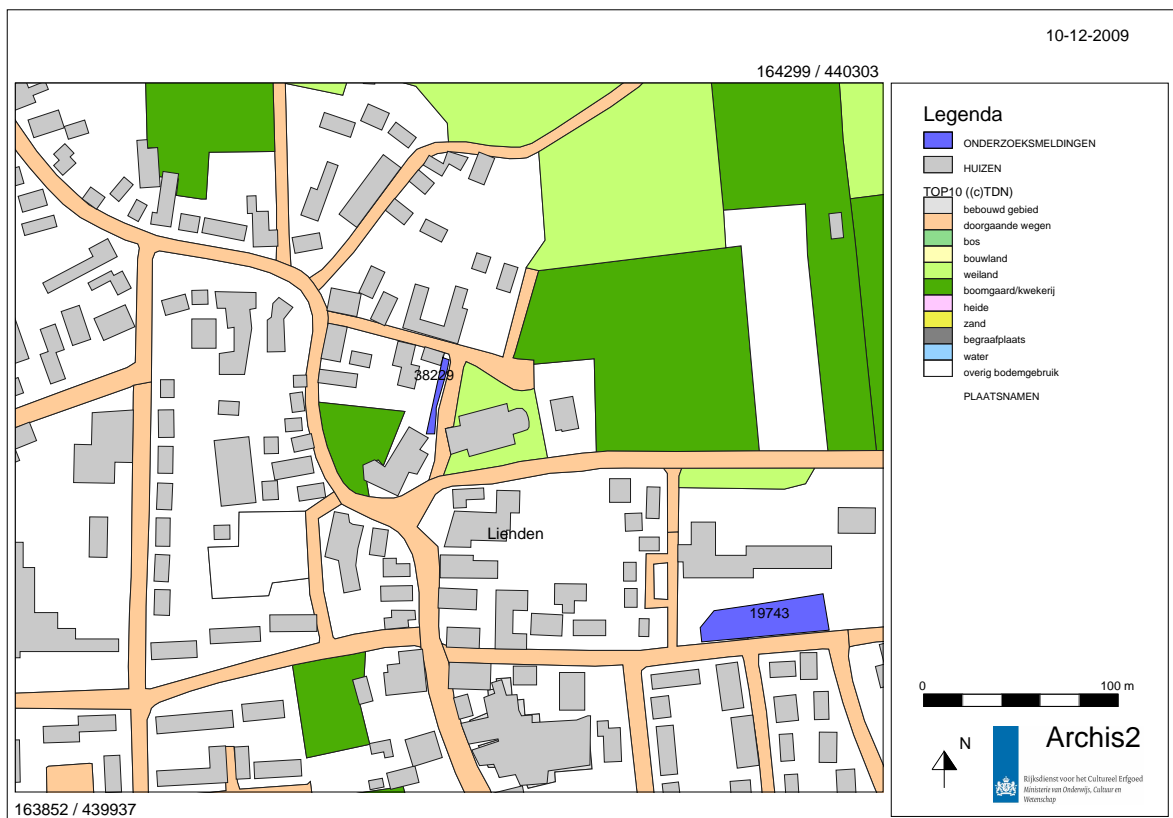 10-12-2009
164299 / 440303
38229
Lienden
19743
163852 / 439937
Legenda
ONDERZOEKSMELDINGEN
HUIZEN
TOP10 ((c)TDN)
bebouwd gebied
doorgaande wegen
bos
bouwland
weiland
boomgaard/kwekerij
heide
zand
begraafplaats
water
overig bodemgebruik
PLAATSNAMEN
0 100 m
N
Archis2
Rijksdienst voor het Cultureel Erfgoed
Ministerie van Onderwijs, Cultuur en
Wetenschap